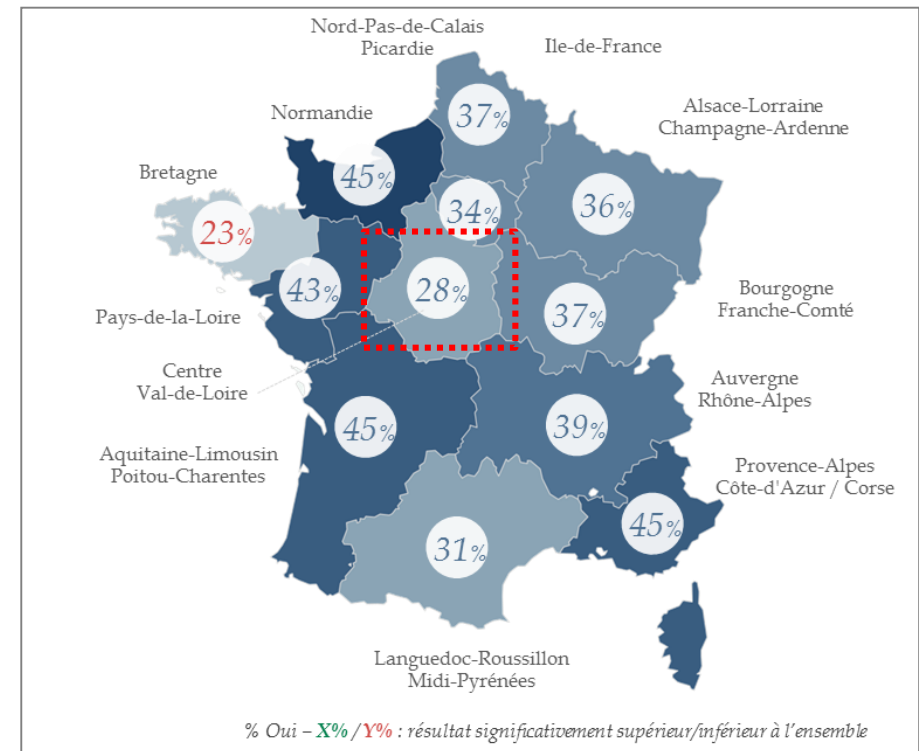 Nord-Pas-de-Calais
Picardie
Ile-de-France
Normandie
37%
Alsace-Lorraine
Champagne-Ardenne
Bretagne
45%
34%
36%
23%
43%
28%
37%
Bourgogne
Franche-Comté
Pays-de-la-Loire
Centre
Val-de-Loire
Auvergne
Rhône-Alpes
45%
39%
Aquitaine-Limousin
Poitou-Charentes
Provence-Alpes
Côte-d'Azur / Corse
45%
31%
Languedoc-Roussillon
Midi-Pyrénées
% Oui – X% / Y% : résultat significativement supérieur/inférieur à l'ensemble